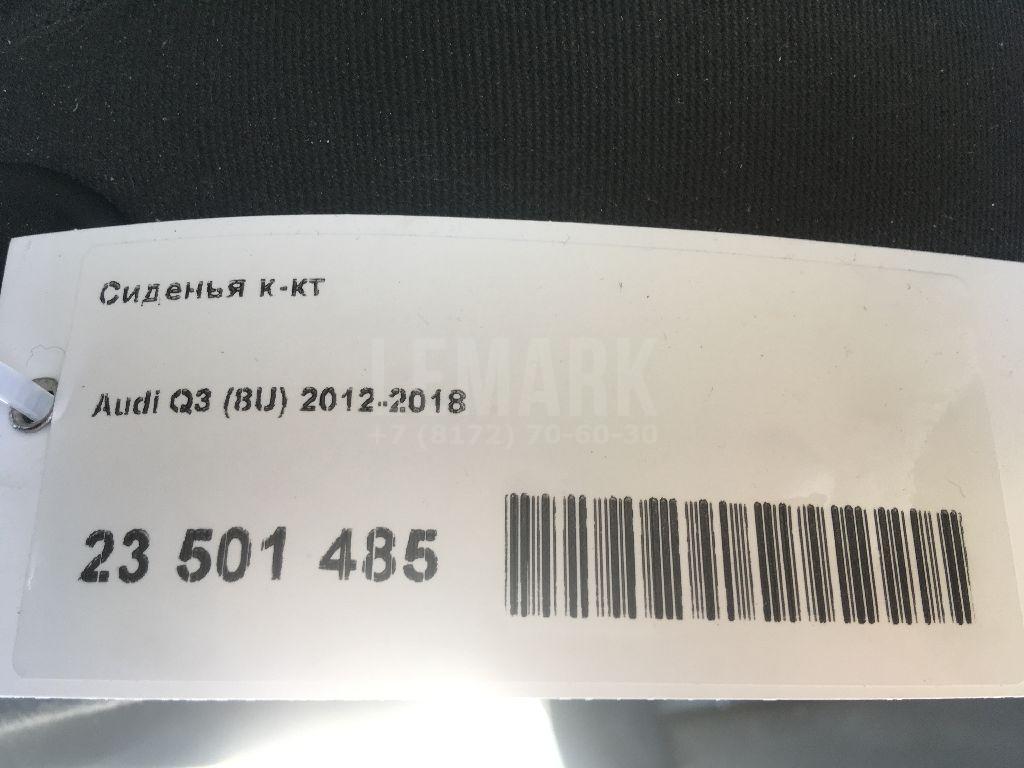 Сиденья к-кт
LEMARK
Audi Q3 (8U) 2012-2018
+7 (8172) 70-60-30
23 501 485